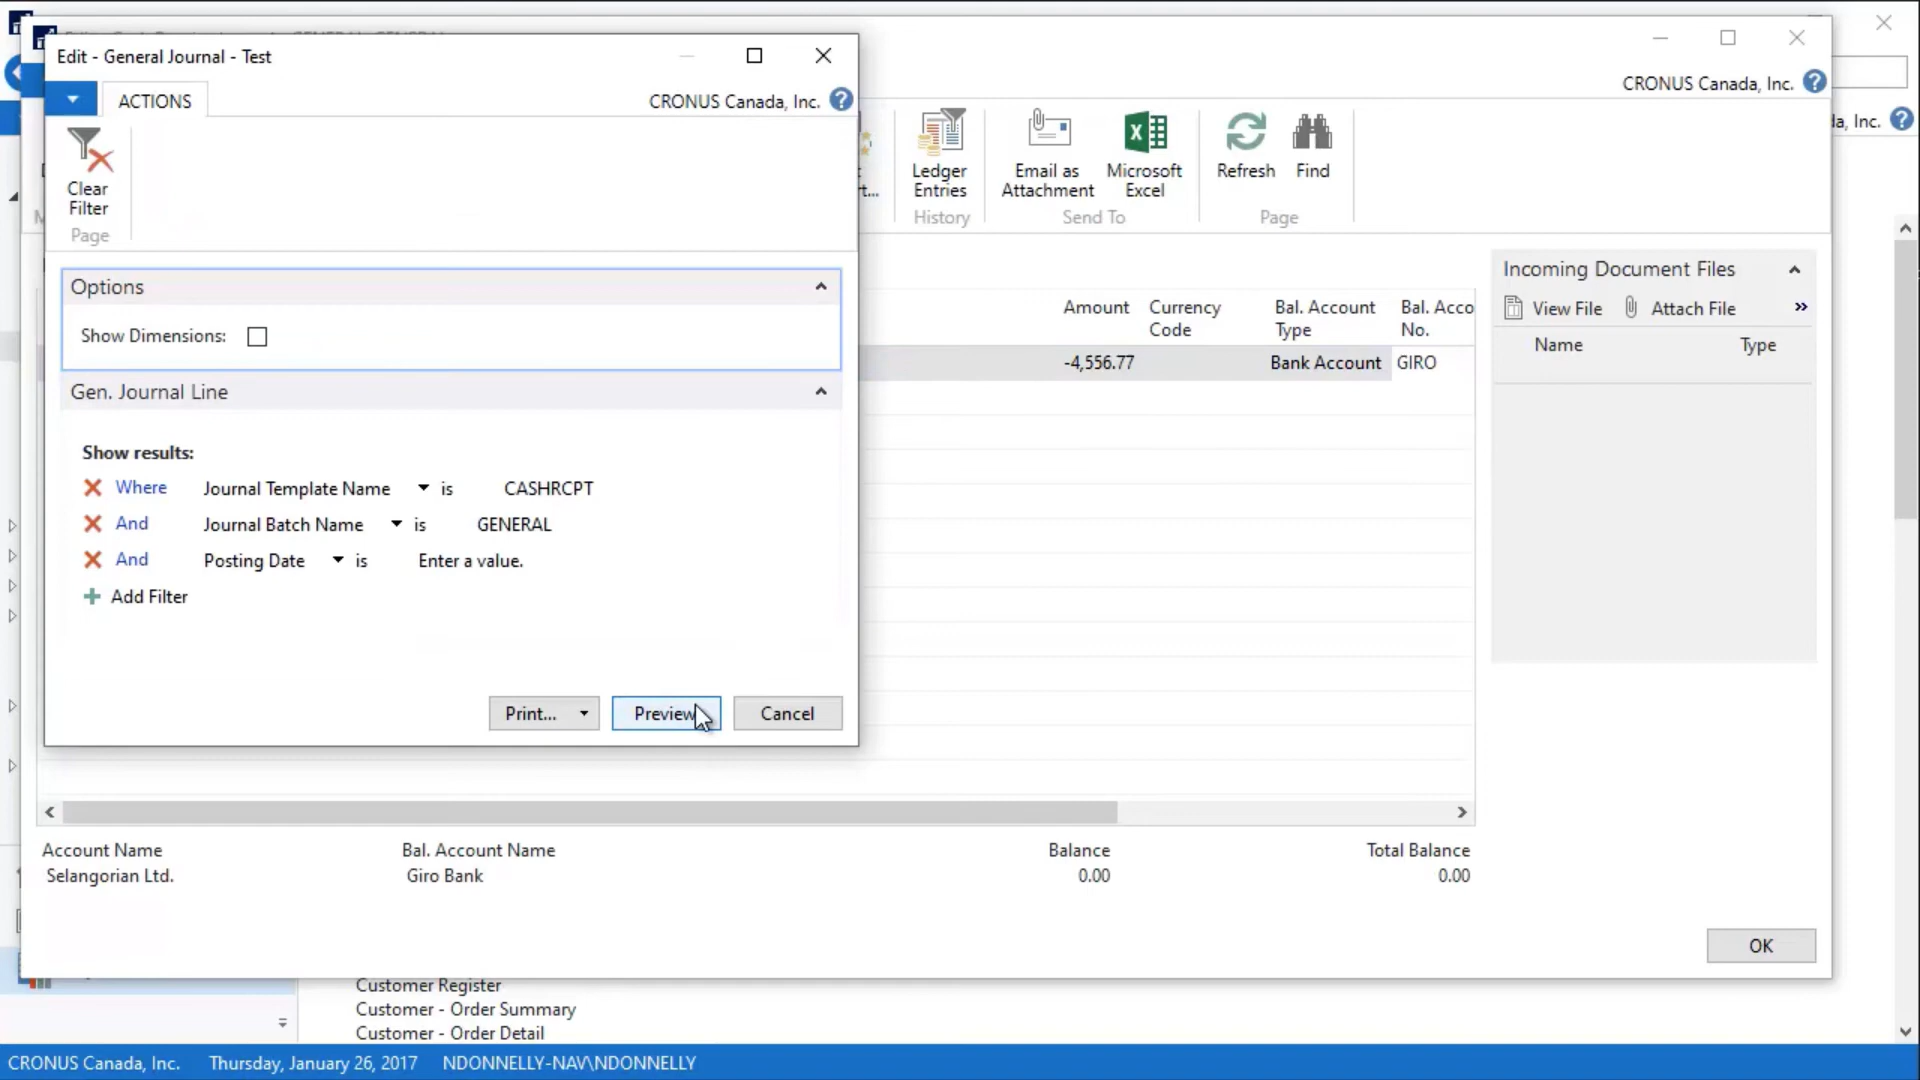 Edit - General Journal - Test
ACTIONS
CRONUS Canada, Inc.
Clear
Filter
Page
Options
Show Dimensions:
Gen. Journal Line
Show results:
Where Journal Template Name is CASHRCPT
And Journal Batch Name is GENERAL
And Posting Date is Enter a value.
Add Filter
Print... Preview Cancel
CRONUS Canada, Inc.
Ledger
Entries
History
Email as
Attachment
Microsoft
Excel
Send To
Refresh
Find
Page
Amount
Currency
Code
Bal. Account
Type
Bal. Acco
No.
-4,556.77 Bank Account GIRO
Incoming Document Files
View File Attach File
Name Type
Account Name Bal. Account Name Balance Total Balance
Selangorian Ltd. Giro Bank 0.00 0.00
OK
Customer Register
Customer - Order Summary
Customer - Order Detail
CRONUS Canada, Inc. Thursday, January 26, 2017 NDONNELLY-NAV\NDONNELLY